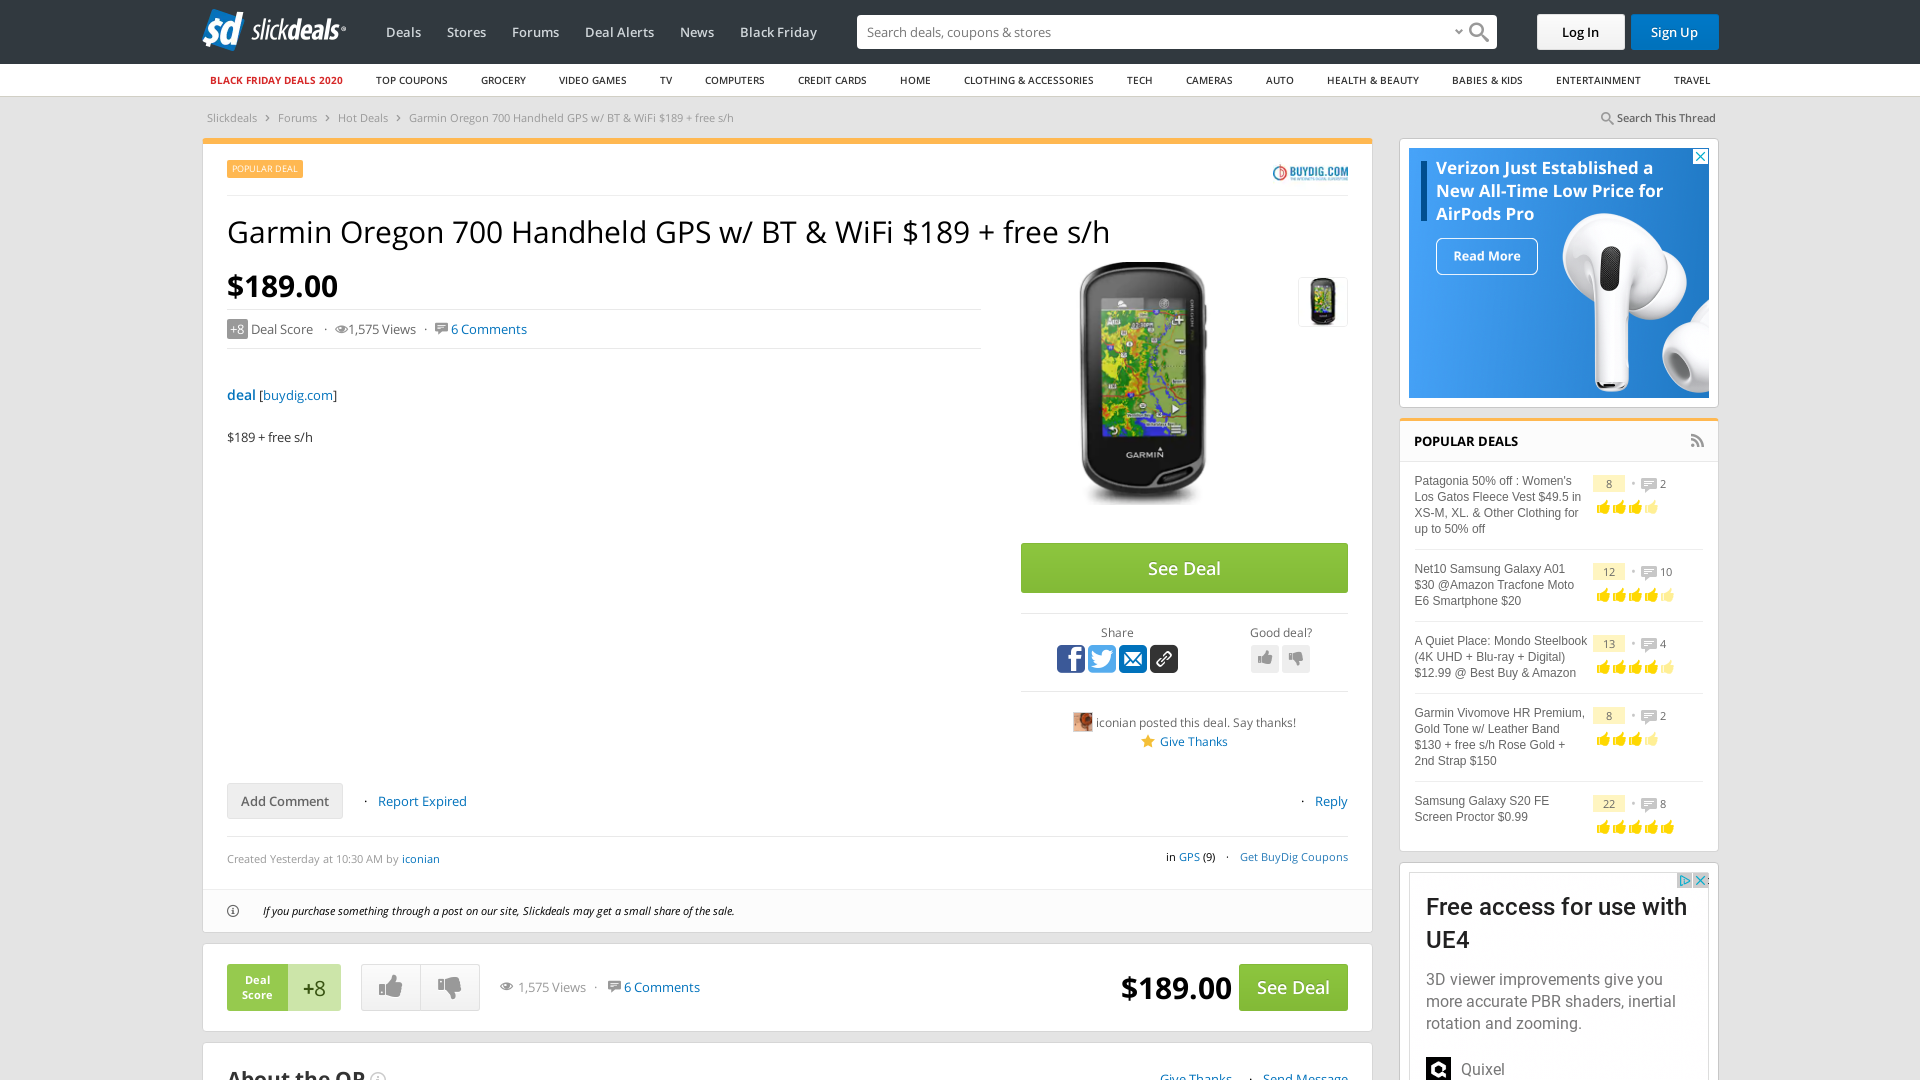 slickdeals
Deals
Stores
Forums
Deal Alerts
News
Black Friday
Search deals, coupons & stores
Log In
Sign Up
BLACK FRIDAY DEALS 2020
TOP COUPONS
GROCERY
VIDEO GAMES
TV
COMPUTERS
CREDIT CARDS
HOME
CLOTHING & ACCESSORIES
TECH
CAMERAS
AUTO
HEALTH & BEAUTY
BABIES & KIDS
ENTERTAINMENT
TRAVEL
Slickdeals > Forums > Hot Deals > Garmin Oregon 700 Handheld GPS w/ BT & WiFi $189 + free s/h
Search This Thread
POPULAR DEAL
BUYDIG.COM
Garmin Oregon 700 Handheld GPS w/ BT & WiFi $189 + free s/h
$189.00
+8 Deal Score · 1,575 Views · 6 Comments
deal [buydig.com]
$189 + free s/h
GARMIN
See Deal
Share
Good deal?
iconian posted this deal. Say thanks!
Give Thanks
Add Comment
· Report Expired
· Reply
Created Yesterday at 10:30 AM by iconian
in GPS (9) · Get BuyDig Coupons
If you purchase something through a post on our site, Slickdeals may get a small share of the sale.
Deal
Score
+8
1,575 Views · 6 Comments
$189.00
See Deal
About the OP
Give Thanks · Send Message
Verizon Just Established a
New All-Time Low Price for
AirPods Pro
Read More
POPULAR DEALS
Patagonia 50% off : Women's
Los Gatos Fleece Vest $49.5 in
XS-M, XL. & Other Clothing for
up to 50% off
8 · 2
Net10 Samsung Galaxy A01
$30 @Amazon Tracfone Moto
E6 Smartphone $20
12 · 10
A Quiet Place: Mondo Steelbook
(4K UHD + Blu-ray + Digital)
$12.99 @ Best Buy & Amazon
13 · 4
Garmin Vivomove HR Premium,
Gold Tone w/ Leather Band
$130 + free s/h Rose Gold +
2nd Strap $150
8 · 2
Samsung Galaxy S20 FE
Screen Proctor $0.99
22 · 8
Free access for use with
UE4
3D viewer improvements give you
more accurate PBR shaders, inertial
rotation and zooming.
Quixel